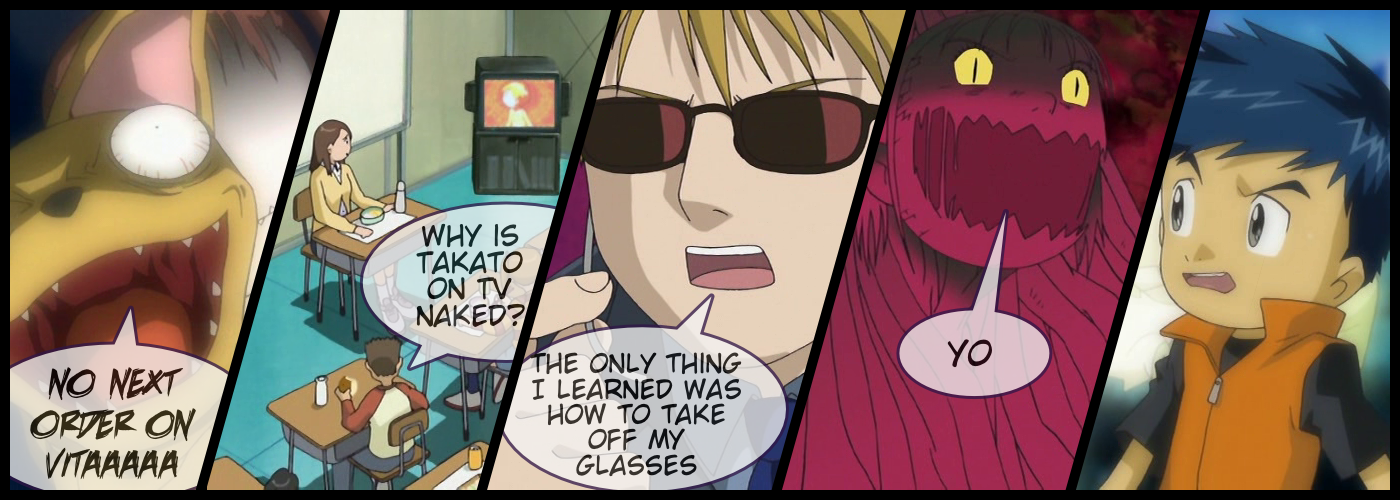 NO NEXT
ORDER ON
VITAAAAA
WHY IS
TAKATO
ON TV
NAKED?
THE ONLY THING
I LEARNED WAS
HOW TO TAKE
OFF MY
GLASSES
YO